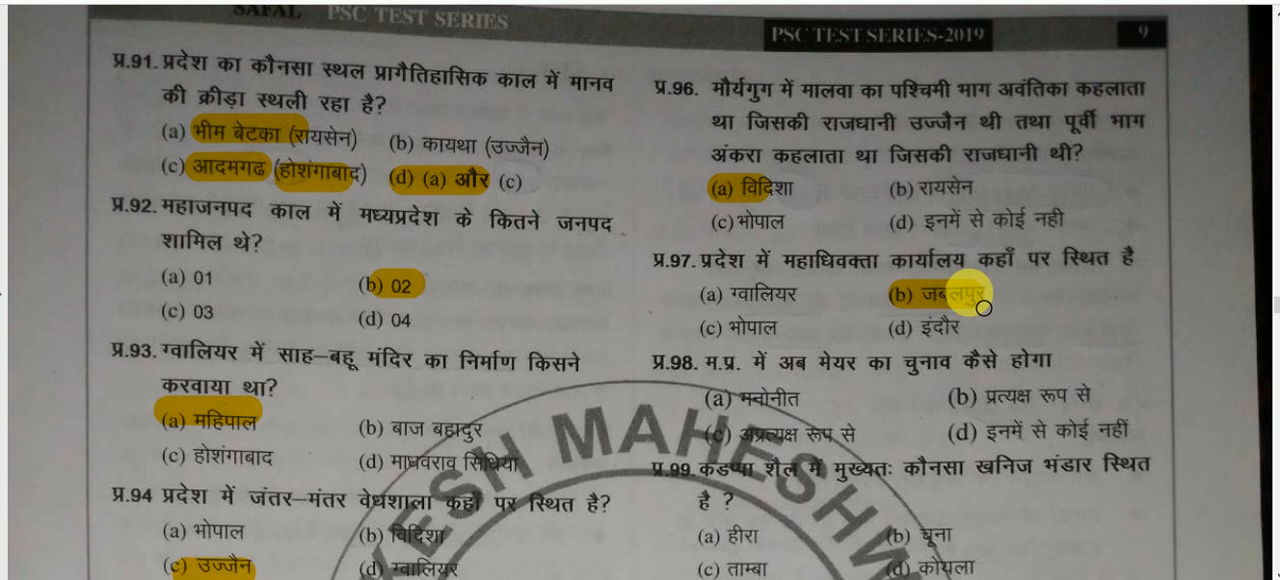 SAFAL PSC TEST SERIES
PSC TEST SERIES-2019 9
प्र.91. प्रदेश का कौनसा स्थल प्रागैतिहासिक काल में मानव
की क्रीड़ा स्थली रहा है?
(a) भीम बेटका (रायसेन) (b) कायथा (उज्जैन)
(c) आदमगढ (होशंगाबाद) (d) (a) और (c)
प्र.92. महाजनपद काल में मध्यप्रदेश के कितने जनपद
शामिल थे?
(a) 01 (b) 02
(c) 03 (d) 04
प्र.93. ग्वालियर में साह–बहू मंदिर का निर्माण किसने
करवाया था?
(a) महिपाल (b) बाज बहादुर
(c) होशंगाबाद (d) माधवराव सिंधिया
प्र.94 प्रदेश में जंतर–मंतर वेधशाला कहाँ पर स्थित है?
(a) भोपाल (b) विदिशा
(c) उज्जैन (d) ग्वालियर
प्र.96. मौर्यगुग में मालवा का पश्चिमी भाग अवंतिका कहलाता
था जिसकी राजधानी उज्जैन थी तथा पूर्वी भाग
अंकरा कहलाता था जिसकी राजधानी थी?
(a) विदिशा (b) रायसेन
(c) भोपाल (d) इनमें से कोई नही
प्र.97. प्रदेश में महाधिवक्ता कार्यालय कहाँ पर स्थित है
(a) ग्वालियर (b) जबलपुर
(c) भोपाल (d) इंदौर
प्र.98. म.प्र. में अब मेयर का चुनाव कैसे होगा
(a) मनोनीत (b) प्रत्यक्ष रूप से
(c) अप्रत्यक्ष रूप से (d) इनमें से कोई नहीं
प्र.99. कडप्पा शैल में मुख्यतः कौनसा खनिज भंडार स्थित
है ?
(a) हीरा (b) चूना
(c) ताम्बा (d) कोयला
KESH MAHESHW